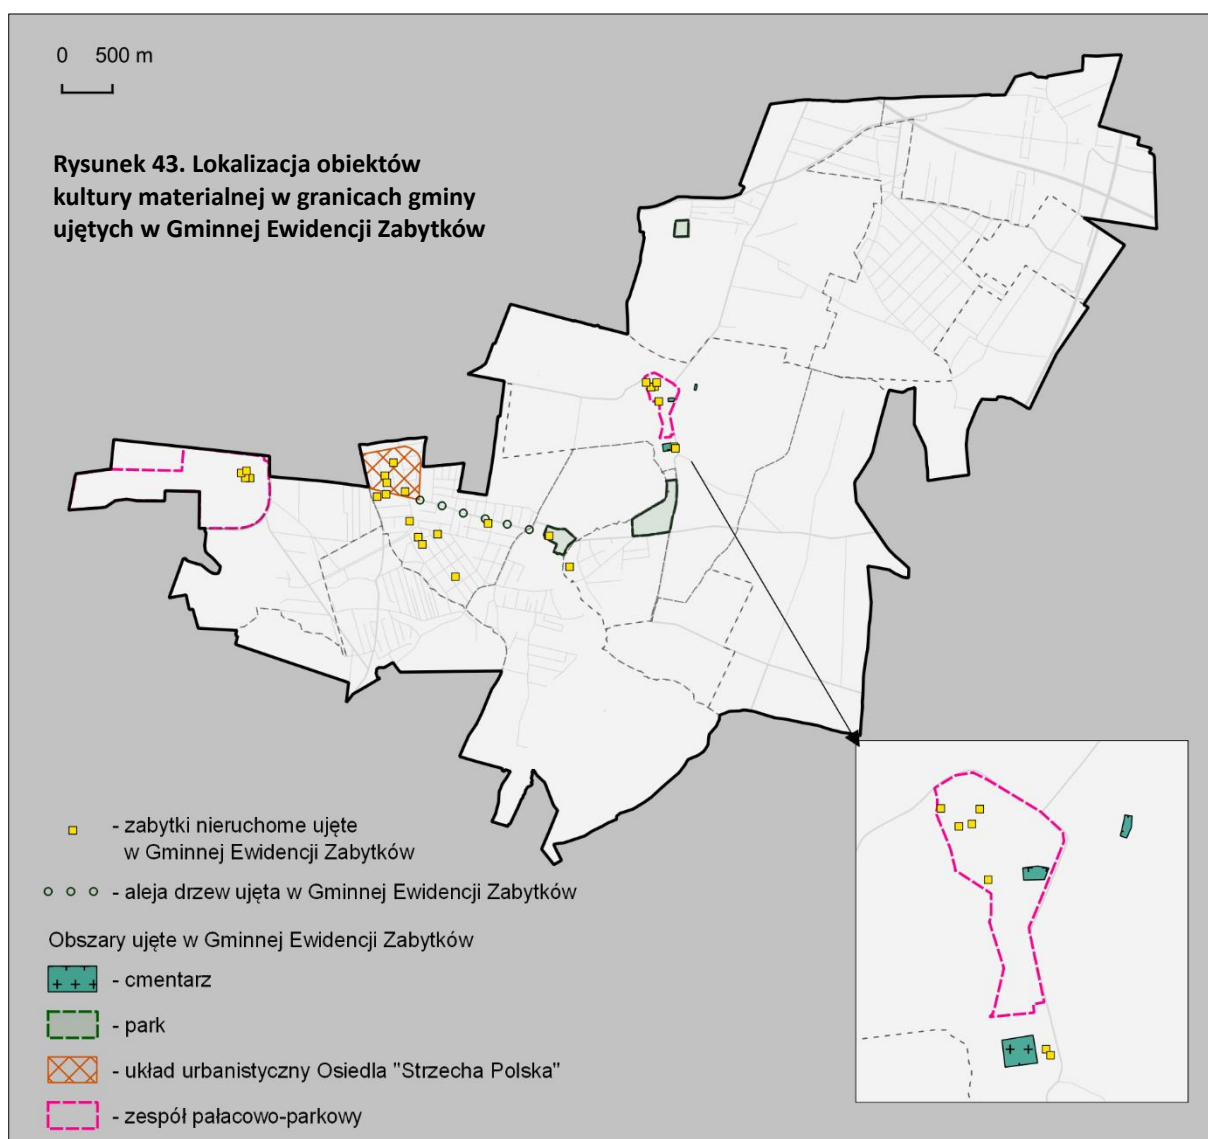 0 500 m
Rysunek 43. Lokalizacja obiektów
kultury materialnej w granicach gminy
ujętych w Gminnej Ewidencji Zabytków
- zabytki nieruchome ujęte
w Gminnej Ewidencji Zabytków
- aleja drzew ujęta w Gminnej Ewidencji Zabytków
Obszary ujęte w Gminnej Ewidencji Zabytków
- cmentarz
- park
- układ urbanistyczny Osiedla "Strzecha Polska"
- zespół pałacowo-parkowy